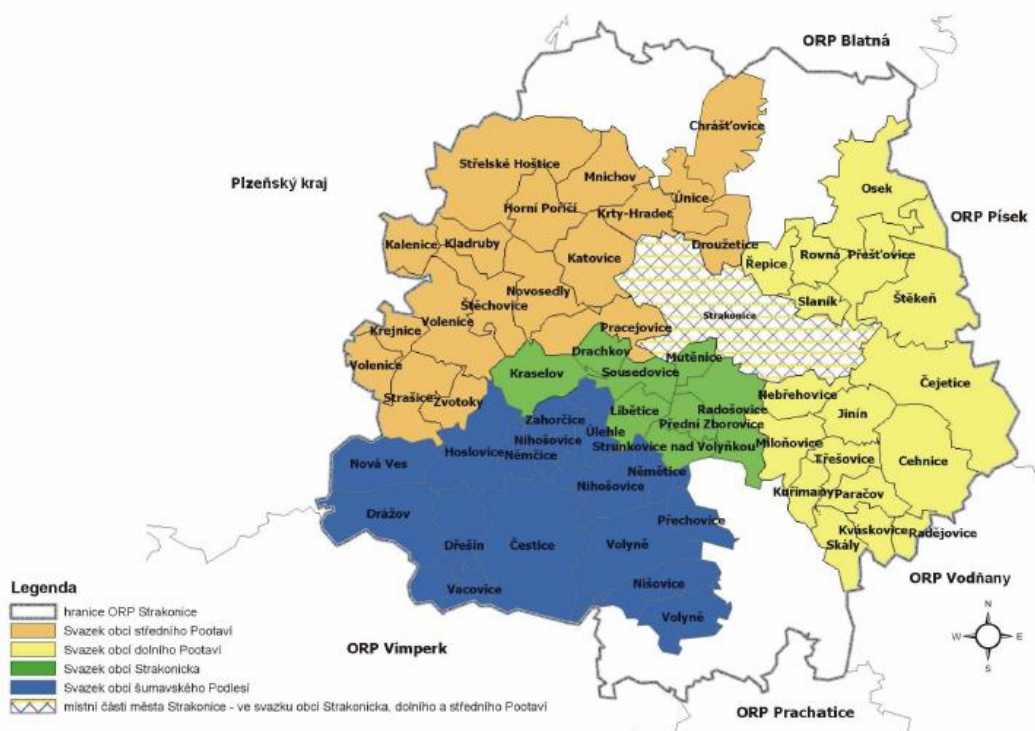 ORP Blatná
Chrášťovice
Střelské Hoštice
Mnichov
Plzeňský kraj
Osek
Únice
Horní Poříčí
Krty-Hradec
ORP Písek
Kalenice
Kladruby
Droužetice
Katovice
Řepice
Rovná
Přešťovice
Novosedly
Štěchovice
Slaník
Štěkeň
Strakonice
Volenice
Krejnice
Pracejovice
Drachkov
Mutěnice
Volenice
Kraselov
Sousedovice
Čejetice
Nebřehovice
Strašice
Zvotoky
Libětice
Radošovice
Jinín
Zahorčice
Přední Zborovice
Úlehle
Nihošovice
Strunkovice nad Volyňkou
Miloňovice
Hoslovice
Němčice
Třešovice
Cehnice
Nová Ves
Němětice
Nihošovice
Kuřimany
Paračov
Drážov
Přechovice
Kváskovice
Radějovice
Dřešín
Čestice
Volyně
Skály
ORP Vodňany
Legenda
Vacovice
Nišovice
hranice ORP Strakonice
Volyně
Svazek obcí středního Pootaví
Svazek obcí dolního Pootaví
N
W
E
S
ORP Vimperk
Svazek obcí Strakonicka
Svazek obcí šumavského Podlesí
místní části města Strakonice - ve svazku obcí Strakonicka, dolního a středního Pootaví
ORP Prachatice